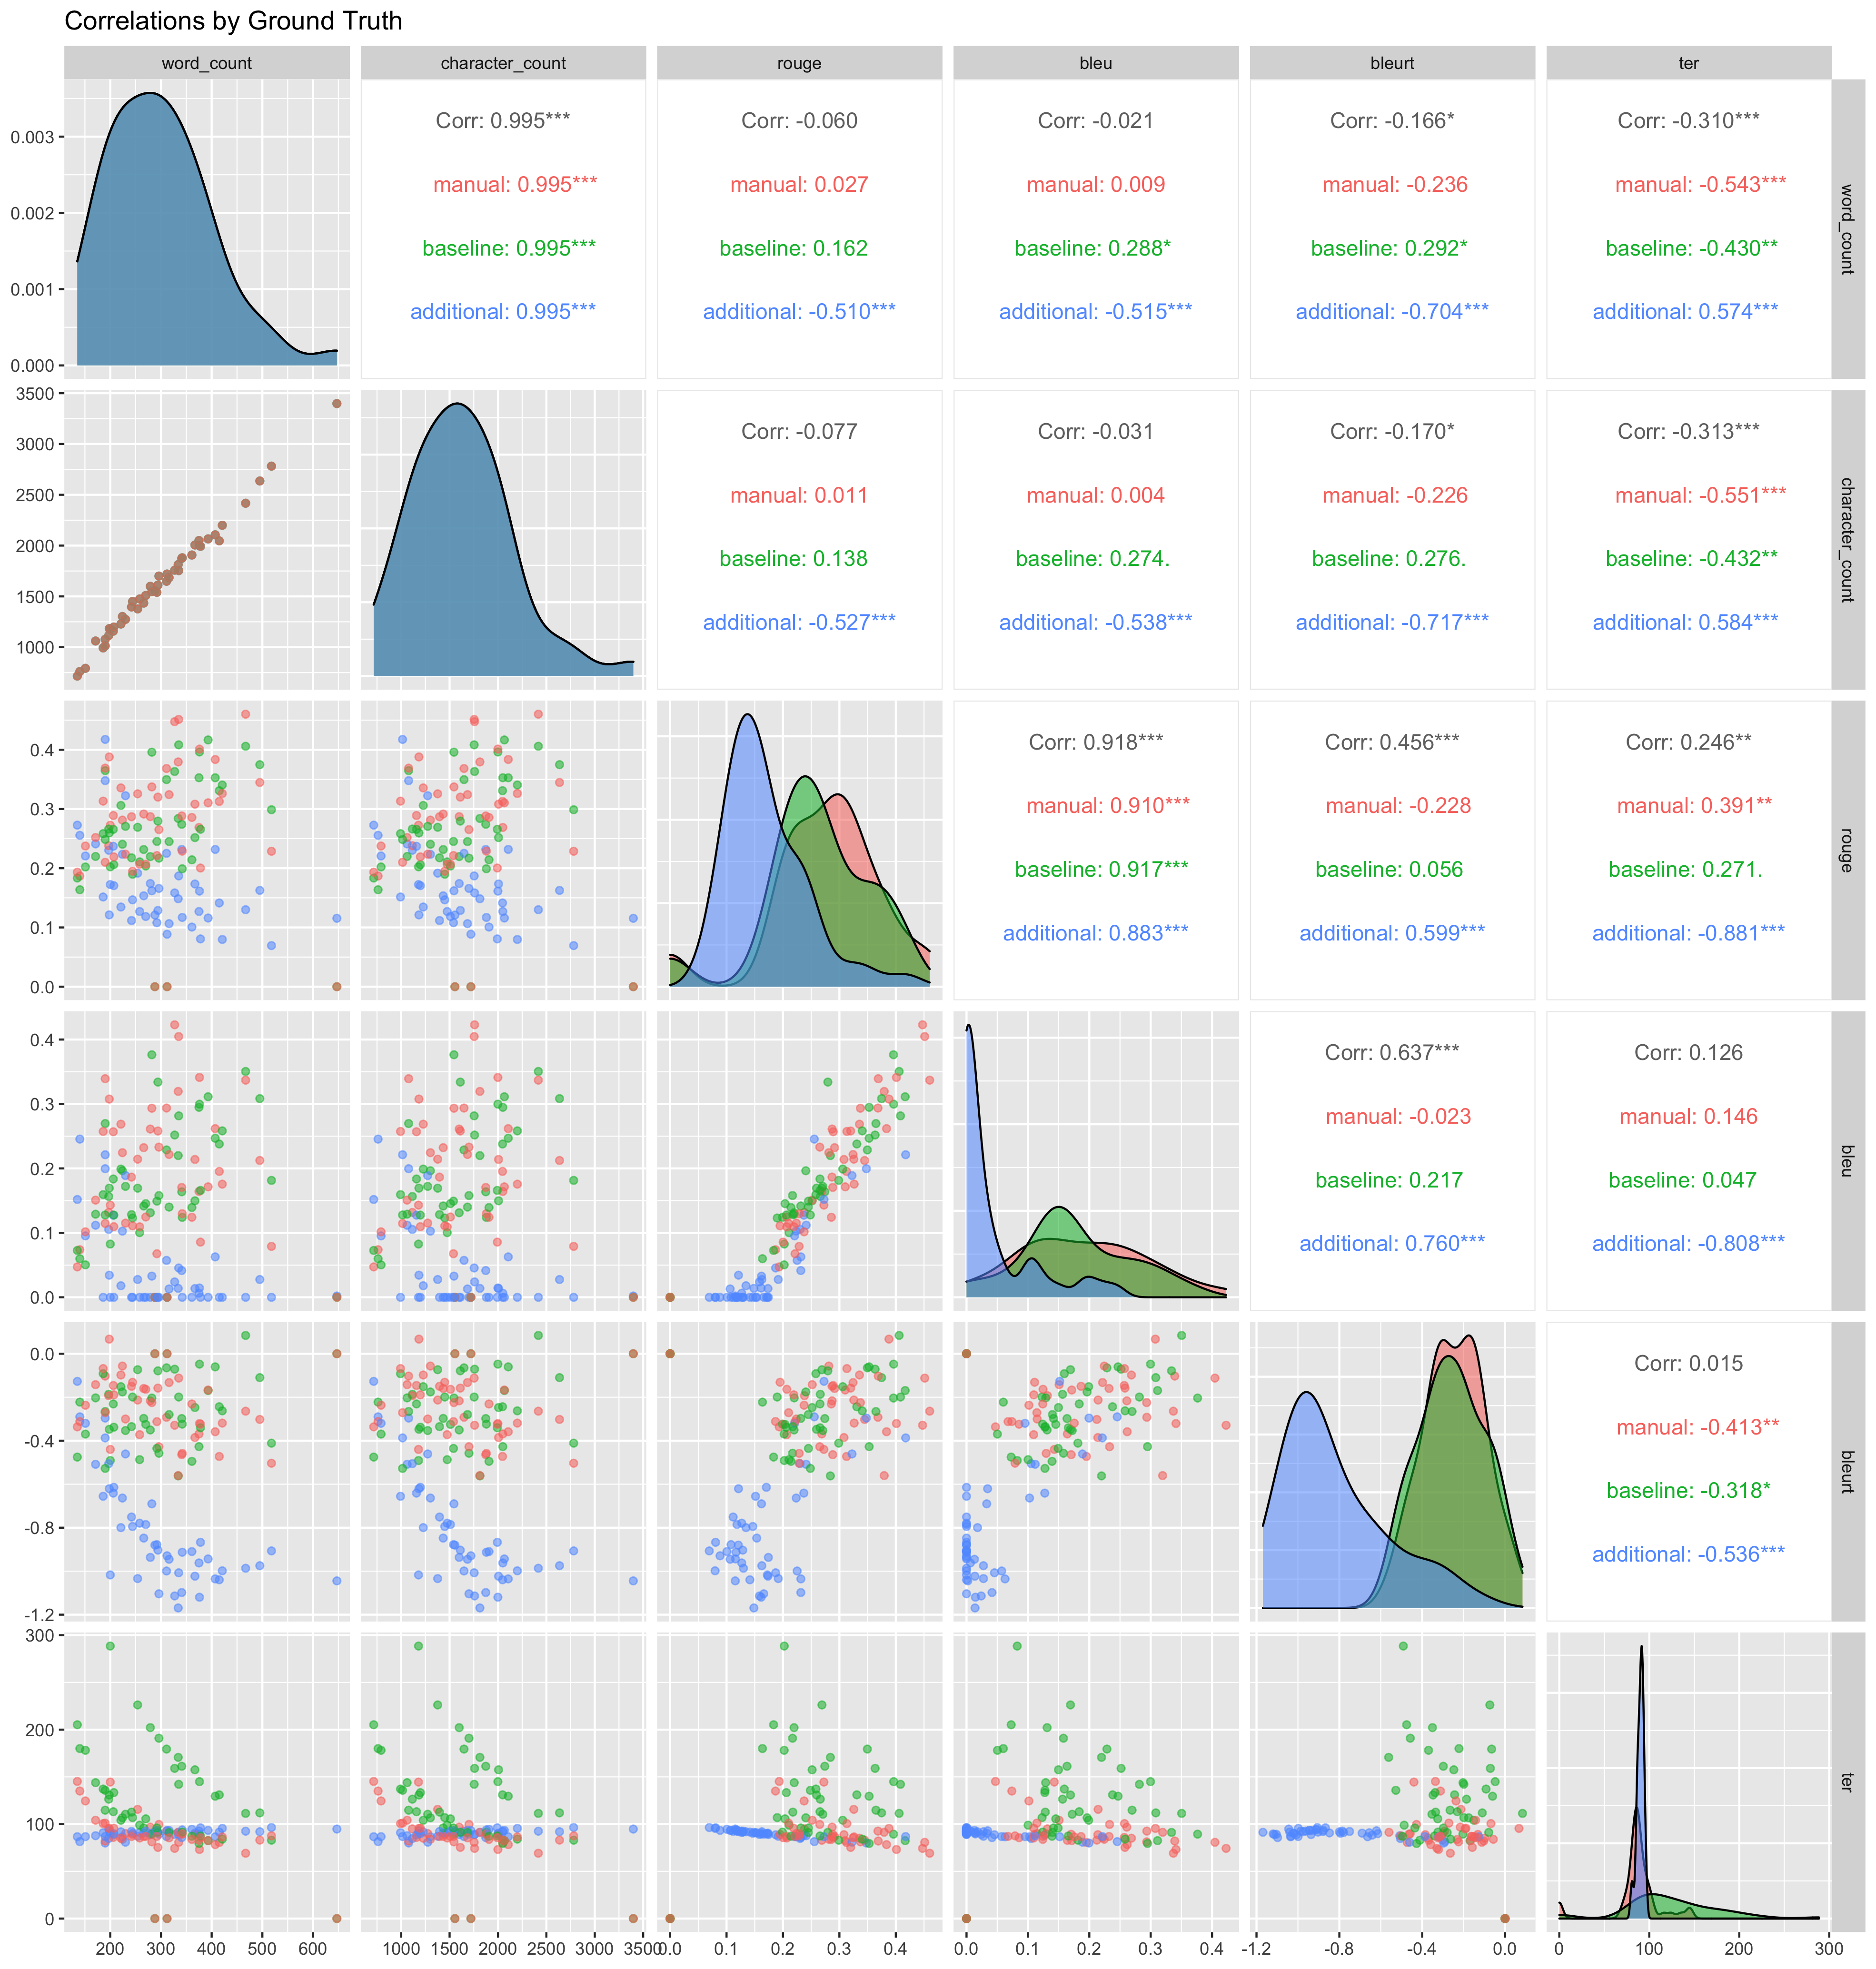 Correlations by Ground Truth
word_count character_count rouge bleu bleurt ter
Corr: 0.995*** Corr: -0.060 Corr: -0.021 Corr: -0.166* Corr: -0.310***
0.003
manual: 0.995*** manual: 0.027 manual: 0.009 manual: -0.236 manual: -0.543***
0.002
baseline: 0.995*** baseline: 0.162 baseline: 0.288* baseline: 0.292* baseline: -0.430**
0.001
additional: 0.995*** additional: -0.510*** additional: -0.515*** additional: -0.704*** additional: 0.574***
0.000
word_count
3500
Corr: -0.077 Corr: -0.031 Corr: -0.170* Corr: -0.313***
3000
manual: 0.011 manual: 0.004 manual: -0.226 manual: -0.551***
2500
2000
baseline: 0.138 baseline: 0.274. baseline: 0.276. baseline: -0.432**
1500
additional: -0.527*** additional: -0.538*** additional: -0.717*** additional: 0.584***
1000
character_count
Corr: 0.918*** Corr: 0.456*** Corr: 0.246**
0.4
manual: 0.910*** manual: -0.228 manual: 0.391**
0.3
baseline: 0.917*** baseline: 0.056 baseline: 0.271.
0.2
additional: 0.883*** additional: 0.599*** additional: -0.881***
0.1
0.0
rouge
Corr: 0.637*** Corr: 0.126
0.4
manual: -0.023 manual: 0.146
0.3
baseline: 0.217 baseline: 0.047
0.2
additional: 0.760*** additional: -0.808***
0.1
0.0
bleu
0.0
Corr: 0.015
manual: -0.413**
-0.4
baseline: -0.318*
-0.8
additional: -0.536***
-1.2
bleurt
300
200
100
0
ter
200 300 400 500 600 1000 1500 2000 2500 3000 3500 0.0 0.1 0.2 0.3 0.4 0.0 0.1 0.2 0.3 0.4 -1.2 -0.8 -0.4 0.0 0 100 200 300